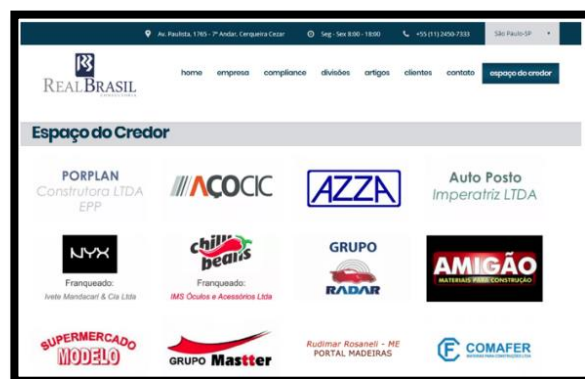 Av. Paulista, 1765 - 7º Andar, Cerqueira Cezar
Seg - Sex 8:00 - 18:00
+55 (11) 2450-7333
São Paulo-SP
REALBRASIL
CONSULTORIA
home empresa compliance divisões artigos clientes contato espaço do credor
Espaço do Credor
PORPLAN
Construtora LTDA
EPP
AÇOCIC
AZZA
Auto Posto
Imperatriz LTDA
NYX
Franqueado:
Ivete Mandacari & Cia Ltda
chilli
beans
Franqueado:
IMS Óculos e Acessórios Ltda
GRUPO
RADAR
AMIGÃO
MATERIAIS PARA CONSTRUÇÃO
SUPERMERCADO
MODELO
GRUPO Mastter
Rudimar Rosaneli - ME
PORTAL MADEIRAS
COMAFER